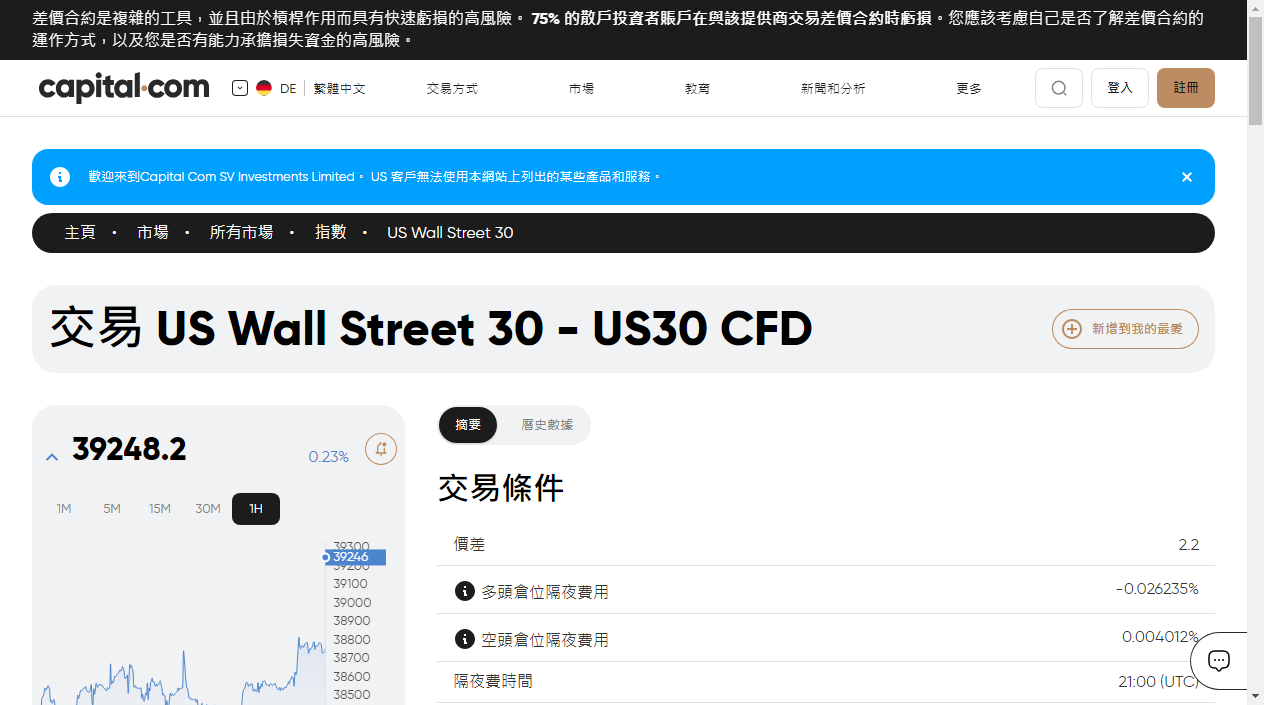 差價合約是複雜的工具，並且由於槓桿作用而具有快速虧損的高風險。 75% 的散戶投資者賬戶在與該提供商交易差價合約時虧損。您應該考慮自己是否了解差價合約的
運作方式，以及您是否有能力承擔損失資金的高風險。
capital.com
DE
繁體中文
交易方式
市場
教育
新聞和分析
更多
登入
註冊
歡迎來到Capital Com SV Investments Limited。 US 客戶無法使用本網站上列出的某些產品和服務。
主頁 • 市場 • 所有市場 • 指數 • US Wall Street 30
交易 US Wall Street 30 - US30 CFD
新增到我的最愛
39248.2
0.23%
1M 5M 15M 30M 1H
39300
39246
39200
39100
39000
38900
38800
38700
38600
38500
摘要
曆史數據
交易條件
價差 2.2
多頭倉位隔夜費用 -0.026235%
空頭倉位隔夜費用 0.004012%
隔夜費時間 21:00 (UTC)